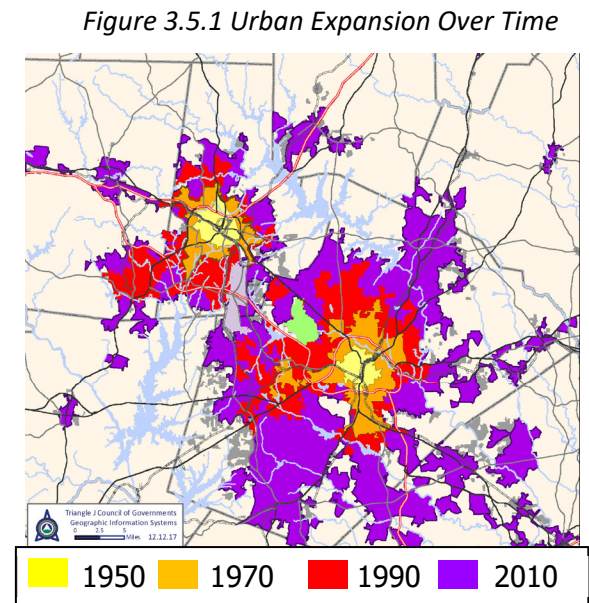 Figure 3.5.1 Urban Expansion Over Time
Triangle J Council of Governments
Geographic Information Systems
0 2.5 5
Miles 12.12.17
1950 1970 1990 2010